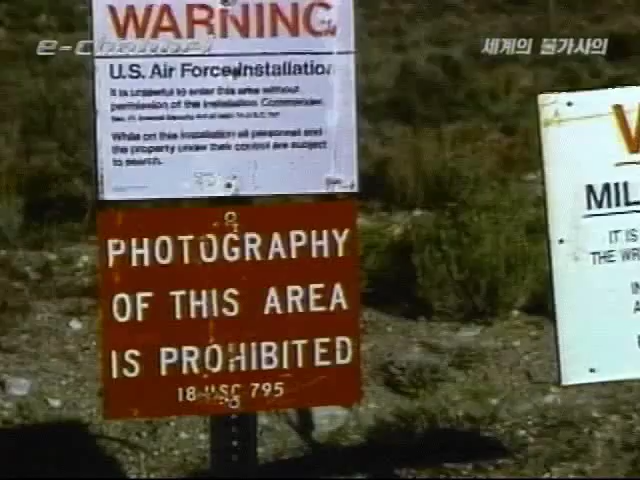 e-channel
세계의 불가사의
WARNING
U.S. Air Force Installation
It is unlawful to enter this area without
permission of the Installation Commander.
While on this installation all personnel and
the property under their control are subject
to search.
PHOTOGRAPHY
OF THIS AREA
IS PROHIBITED
18 USC 795
MIL
IT IS
THE WR